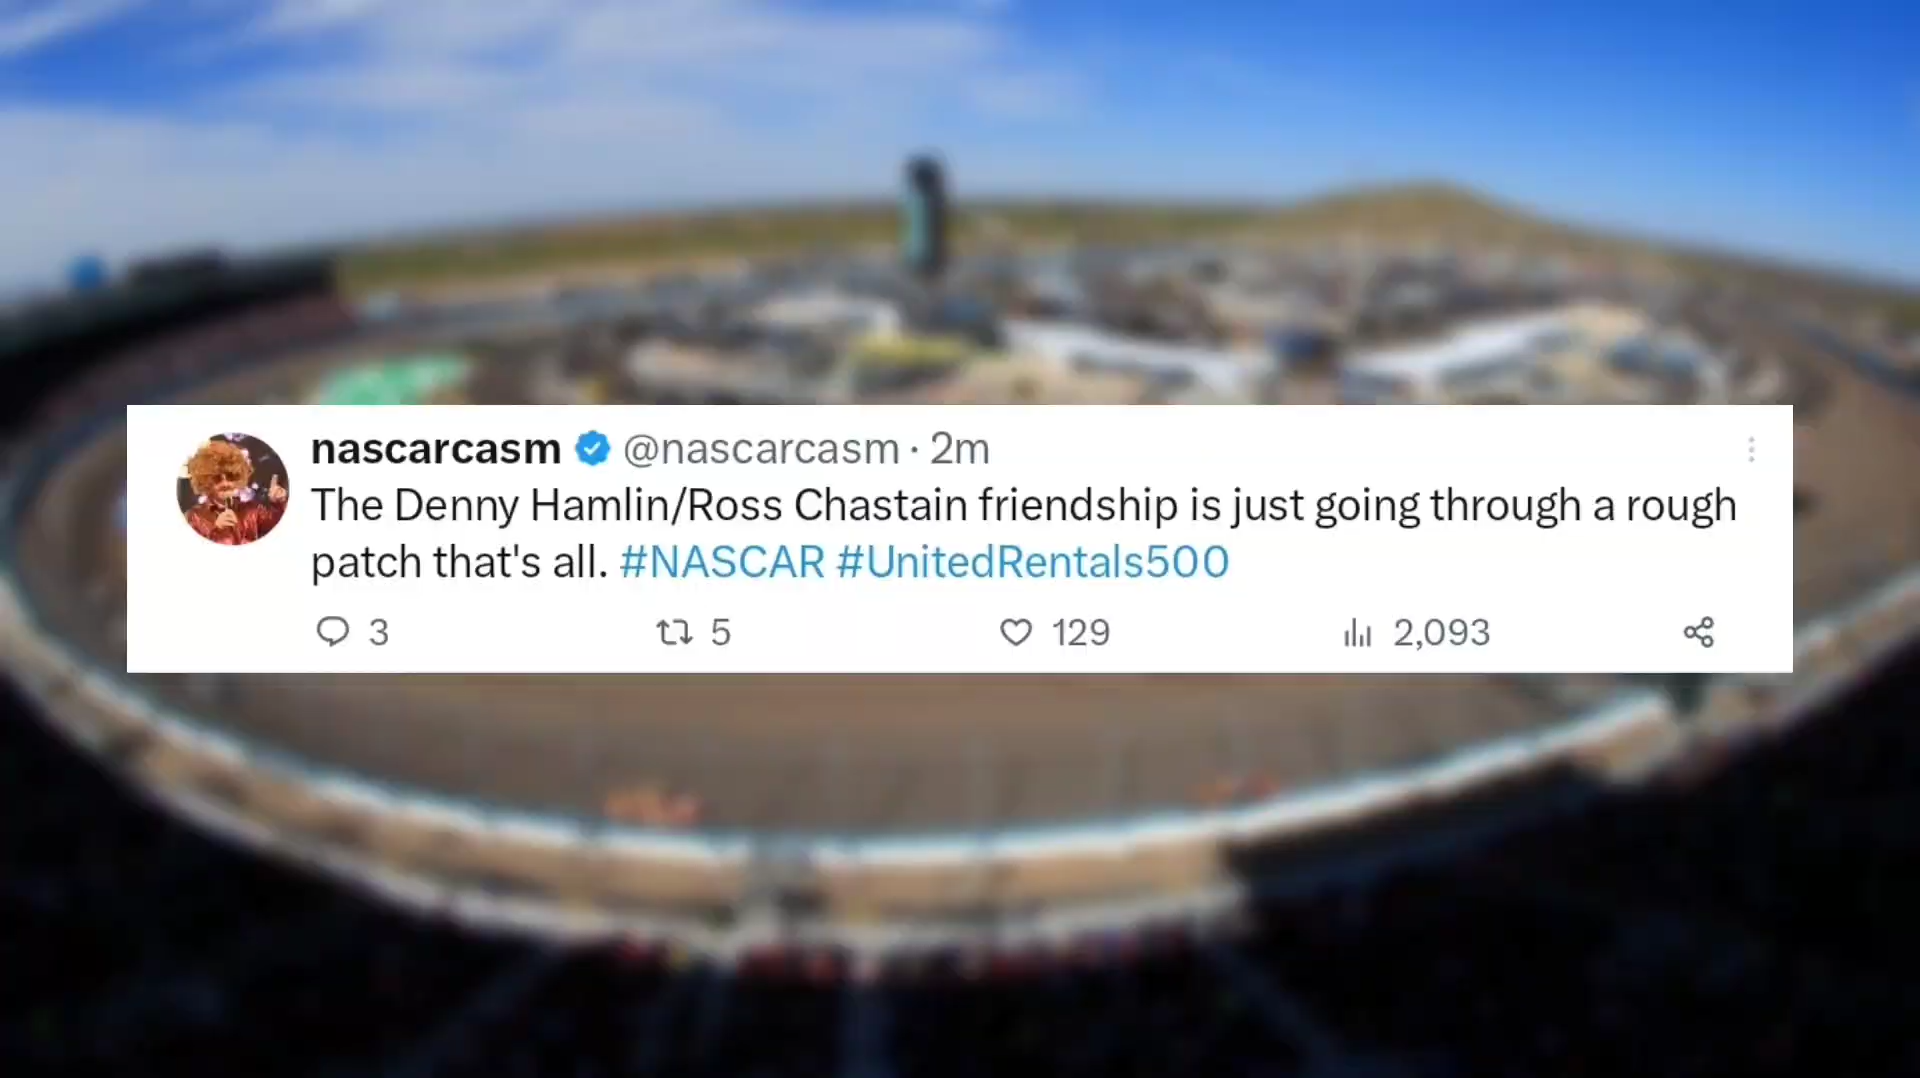 nascarcasm @nascarcasm · 2m
The Denny Hamlin/Ross Chastain friendship is just going through a rough
patch that's all. #NASCAR #UnitedRentals500
3 5 129 2,093